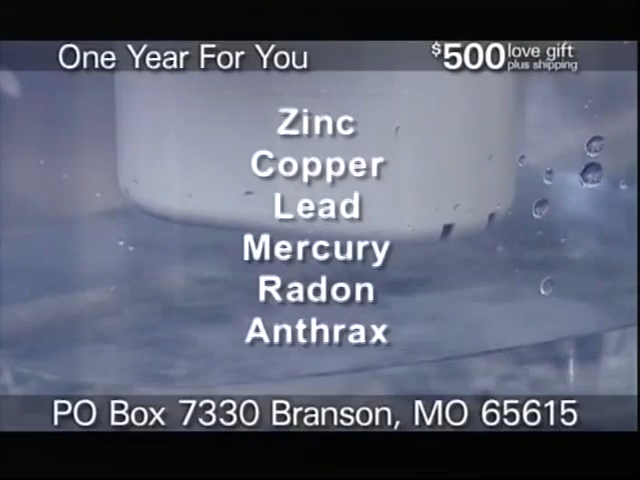 One Year For You
$500 love gift
plus shipping
Zinc
Copper
Lead
Mercury
Radon
Anthrax
PO Box 7330 Branson, MO 65615